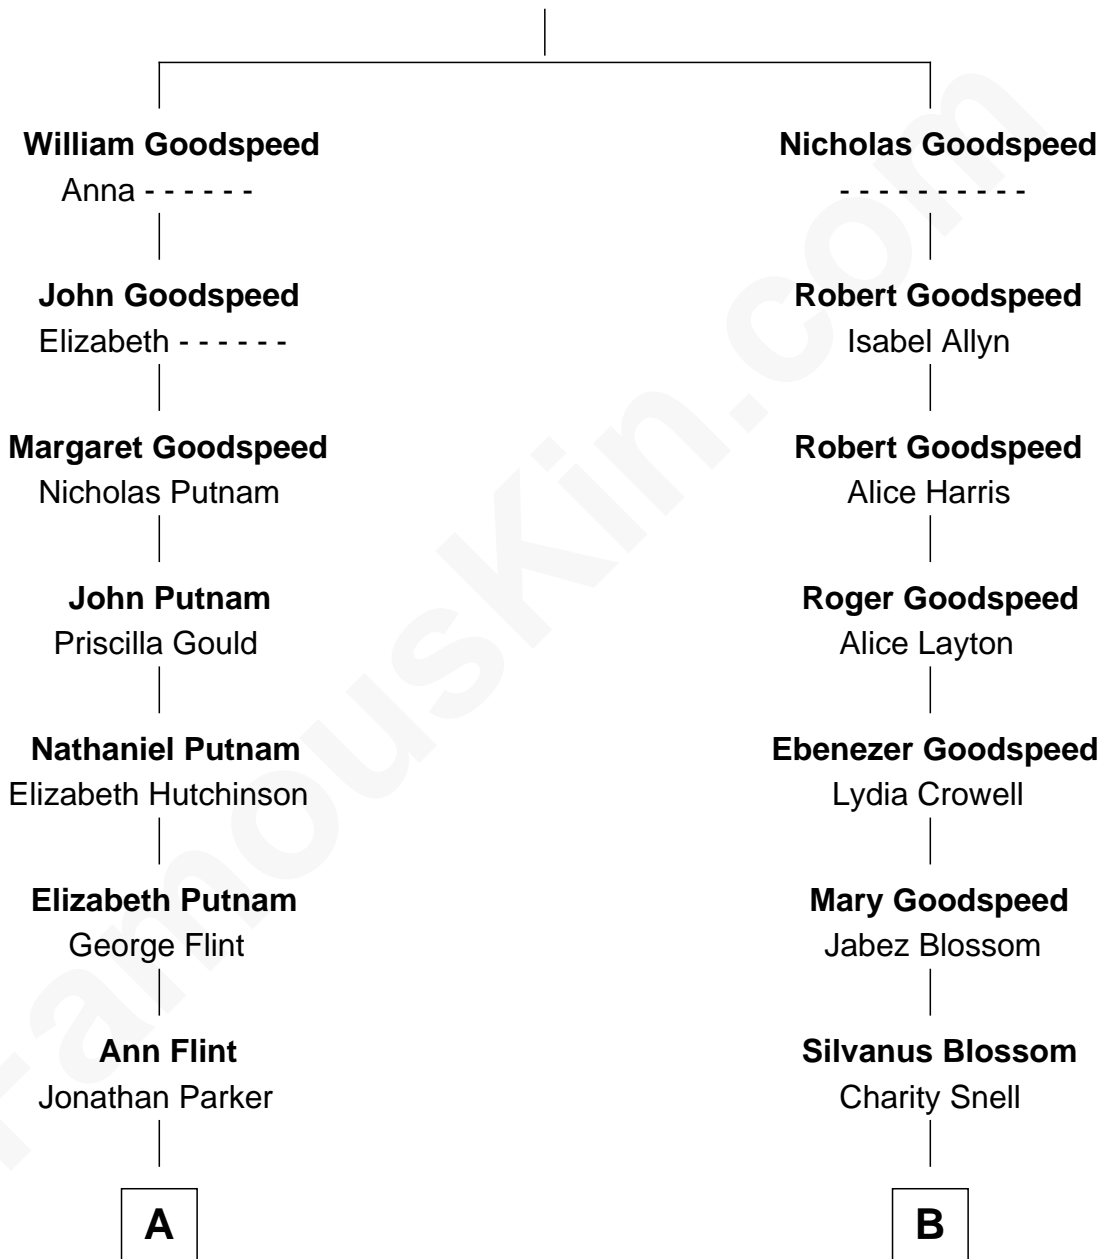 William Goodspeed
Anna - - - - - -
John Goodspeed
Elizabeth - - - - - -
Margaret Goodspeed
Nicholas Putnam
John Putnam
Priscilla Gould
Nathaniel Putnam
Elizabeth Hutchinson
Elizabeth Putnam
George Flint
Ann Flint
Jonathan Parker
A
Nicholas Goodspeed
- - - - - - - - - -
Robert Goodspeed
Isabel Allyn
Robert Goodspeed
Alice Harris
Roger Goodspeed
Alice Layton
Ebenezer Goodspeed
Lydia Crowell
Mary Goodspeed
Jabez Blossom
Silvanus Blossom
Charity Snell
B
FamousKin.com